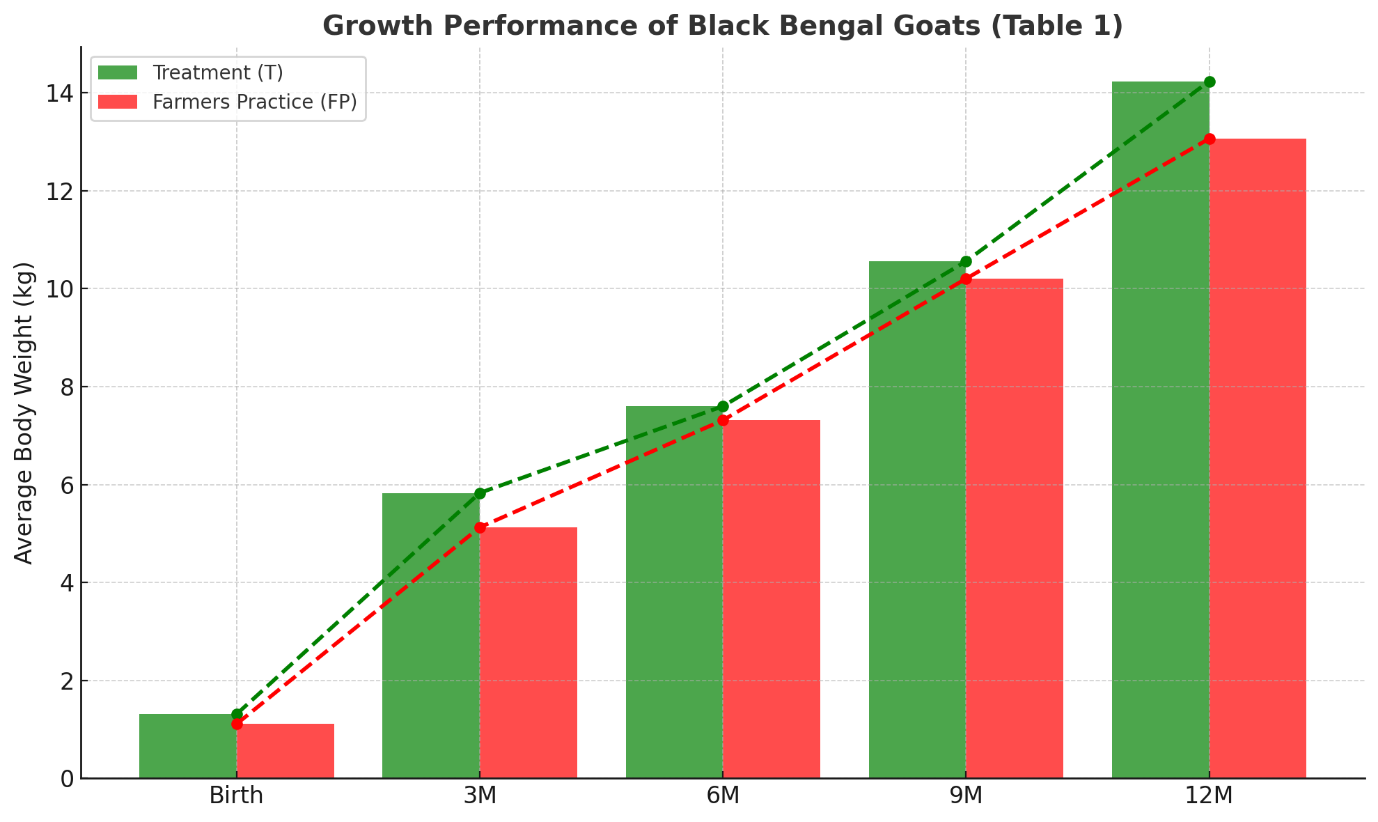 Growth Performance of Black Bengal Goats (Table 1)
Treatment (T)
Farmers Practice (FP)
Average Body Weight (kg)
14
12
10
8
6
4
2
0
Birth 3M 6M 9M 12M